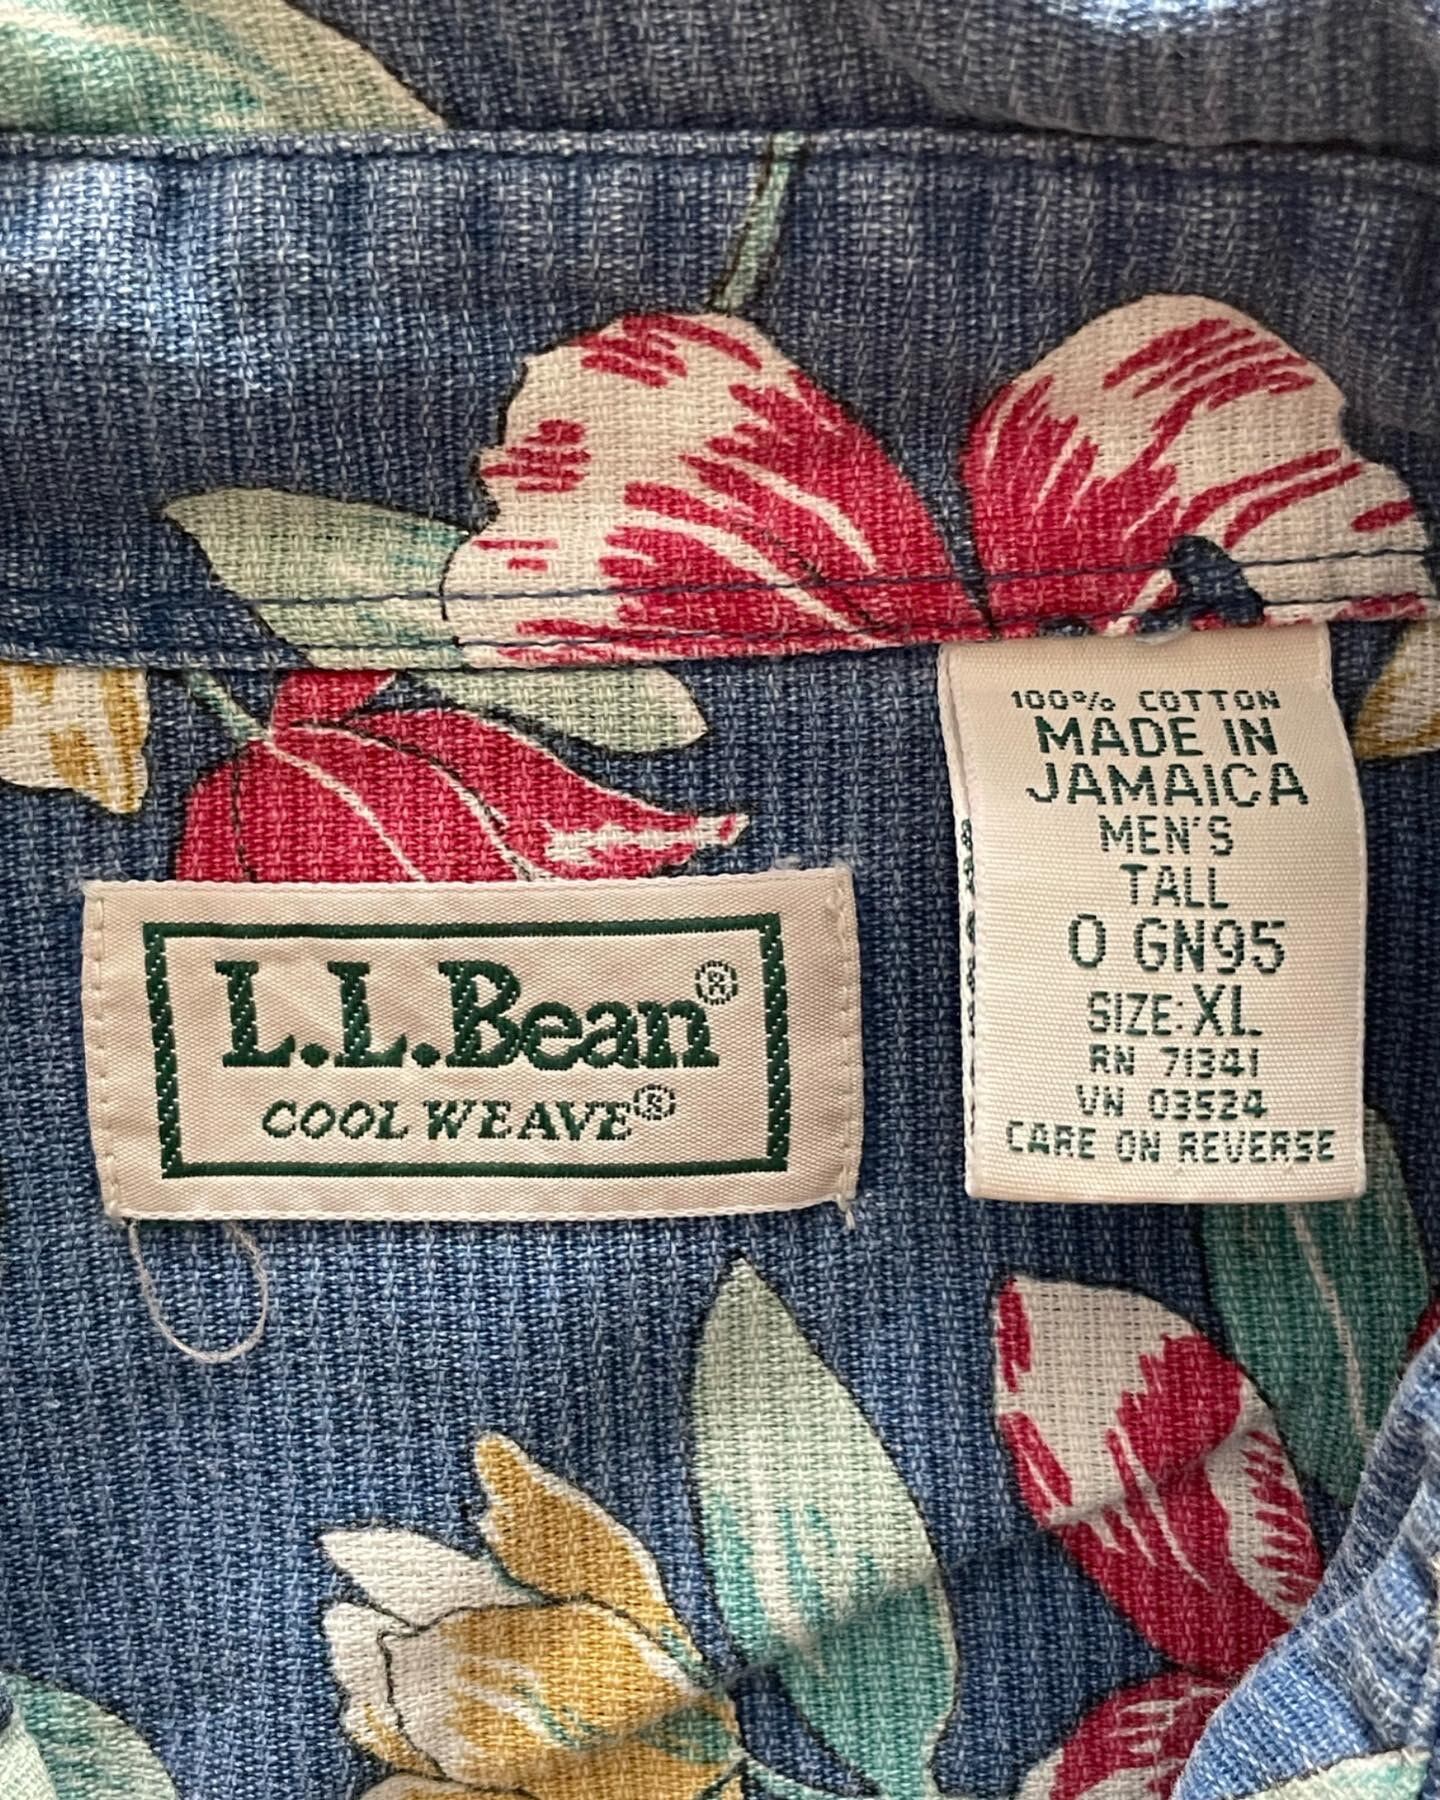 L.L.Bean®
COOL WEAVE®
100% COTTON
MADE IN
JAMAICA
MEN'S
TALL
0 GN95
SIZE: XL
RN 71341
VN 03524
CARE ON REVERSE